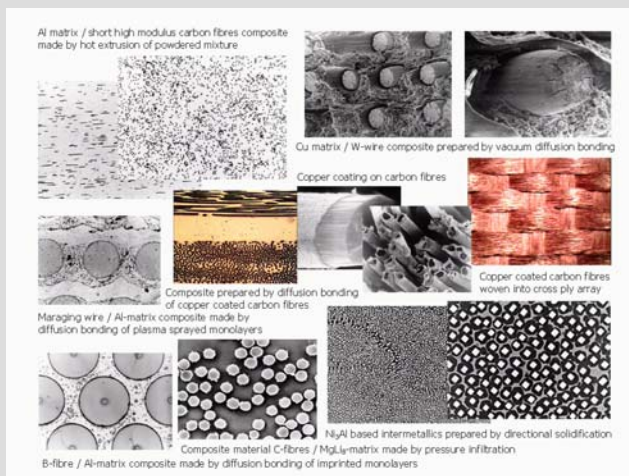 Al matrix / short high modulus carbon fibres composite
made by hot extrusion of powdered mixture
Cu matrix / W-wire composite prepared by vacuum diffusion bonding
Copper coating on carbon fibres
Composite prepared by diffusion bonding
of copper coated carbon fibres
Copper coated carbon fibres
woven into cross ply array
Maraging wire / Al-matrix composite made by
diffusion bonding of plasma sprayed monolayers
Ni₃Al based intermetallics prepared by directional solidification
Composite material C-fibres / MgLi₈-matrix made by pressure infiltration
B-fibre / Al-matrix composite made by diffusion bonding of imprinted monolayers